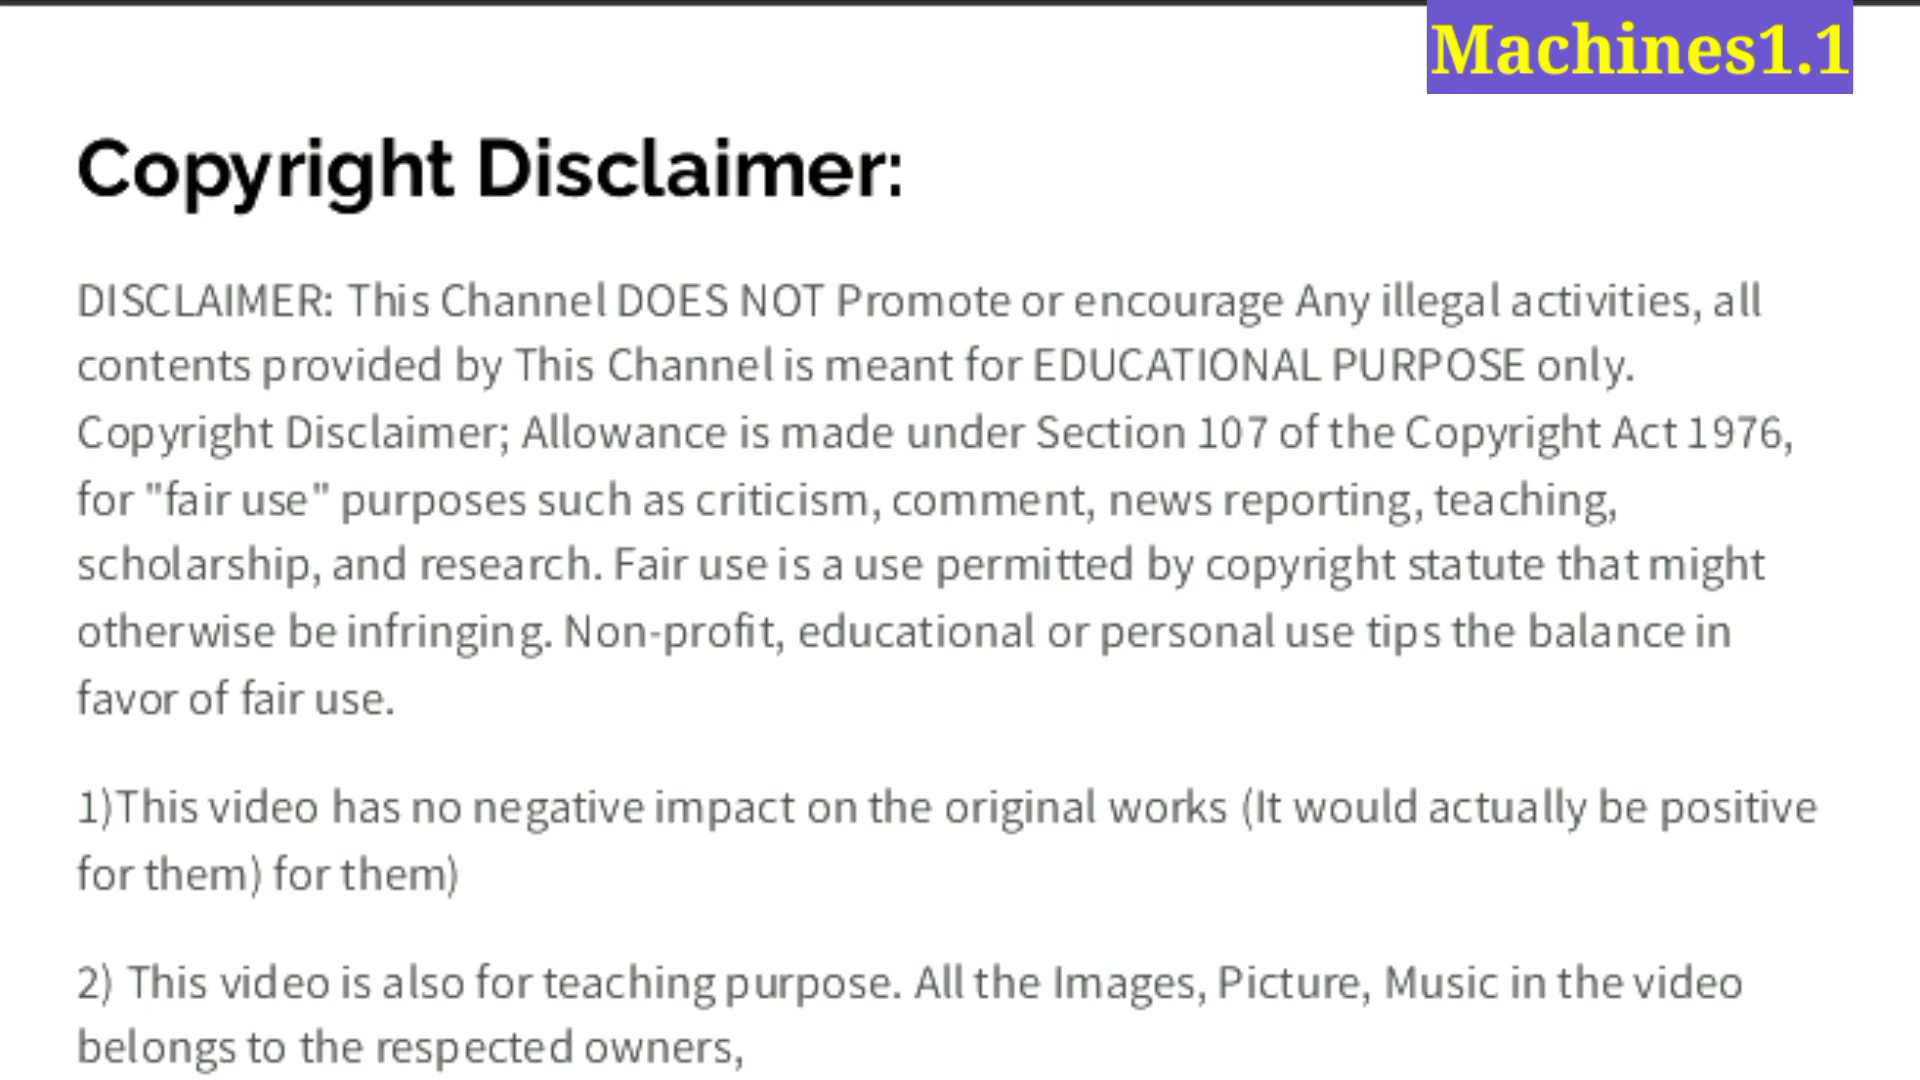 Machines1.1
Copyright Disclaimer:
DISCLAIMER: This Channel DOES NOT Promote or encourage Any illegal activities, all
contents provided by This Channel is meant for EDUCATIONAL PURPOSE only.
Copyright Disclaimer; Allowance is made under Section 107 of the Copyright Act 1976,
for "fair use" purposes such as criticism, comment, news reporting, teaching,
scholarship, and research. Fair use is a use permitted by copyright statute that might
otherwise be infringing. Non-profit, educational or personal use tips the balance in
favor of fair use.
1)This video has no negative impact on the original works (It would actually be positive
for them) for them)
2) This video is also for teaching purpose. All the Images, Picture, Music in the video
belongs to the respected owners,